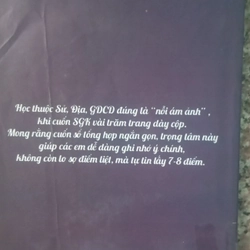 Học thuộc Sử, Địa, GDCD đúng là "nỗi ám ảnh" ,
khi cuốn SGK vài trăm trang dày cộp.
Mong rằng cuốn sổ tổng hợp ngắn gọn, trọng tâm này
giúp các em dễ dàng ghi nhớ ý chính,
không còn lo sợ điểm liệt, mà tự tin lấy 7-8 điểm.